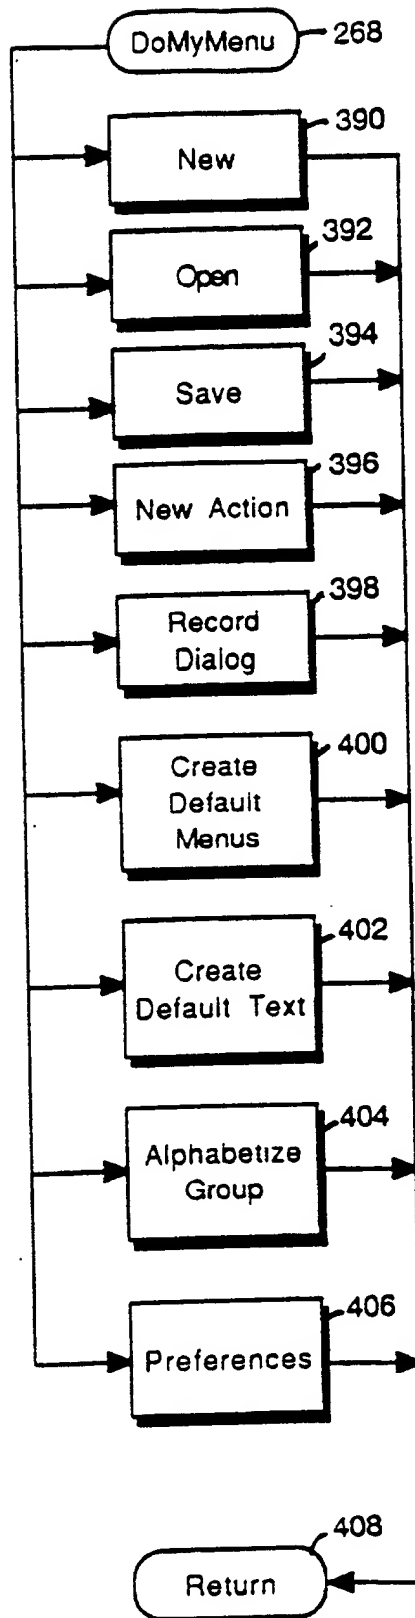 DoMyMenu 268
390
New
392
Open
394
Save
396
New Action
398
Record
Dialog
400
Create
Default
Menus
402
Create
Default Text
404
Alphabetize
Group
406
Preferences
408
Return